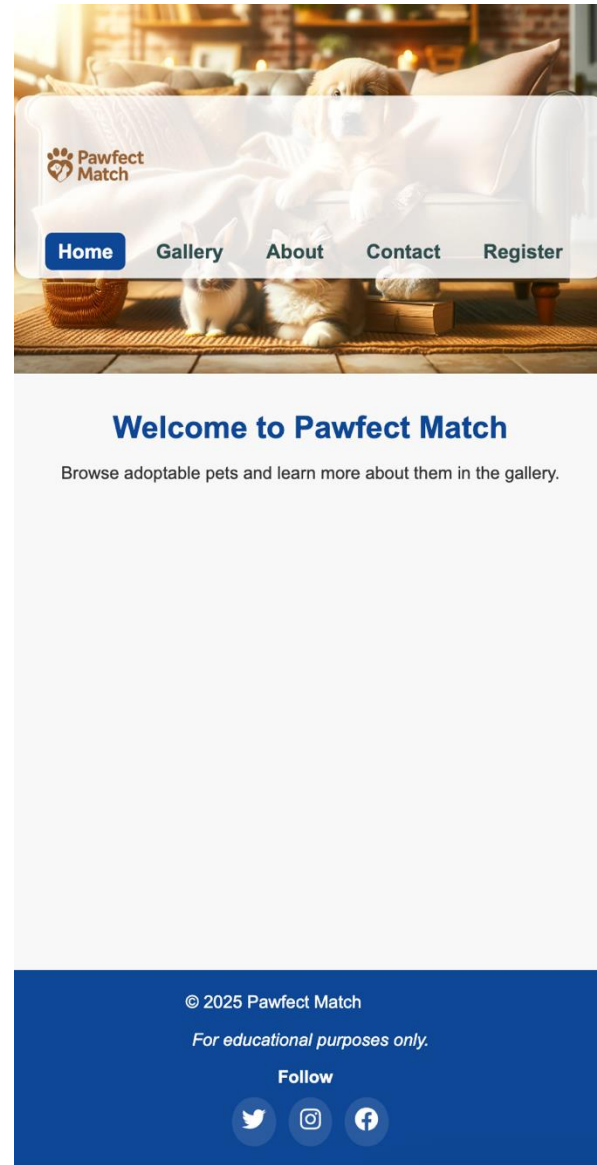 Pawfect
Match
Home Gallery About Contact Register
Welcome to Pawfect Match
Browse adoptable pets and learn more about them in the gallery.
© 2025 Pawfect Match
For educational purposes only.
Follow